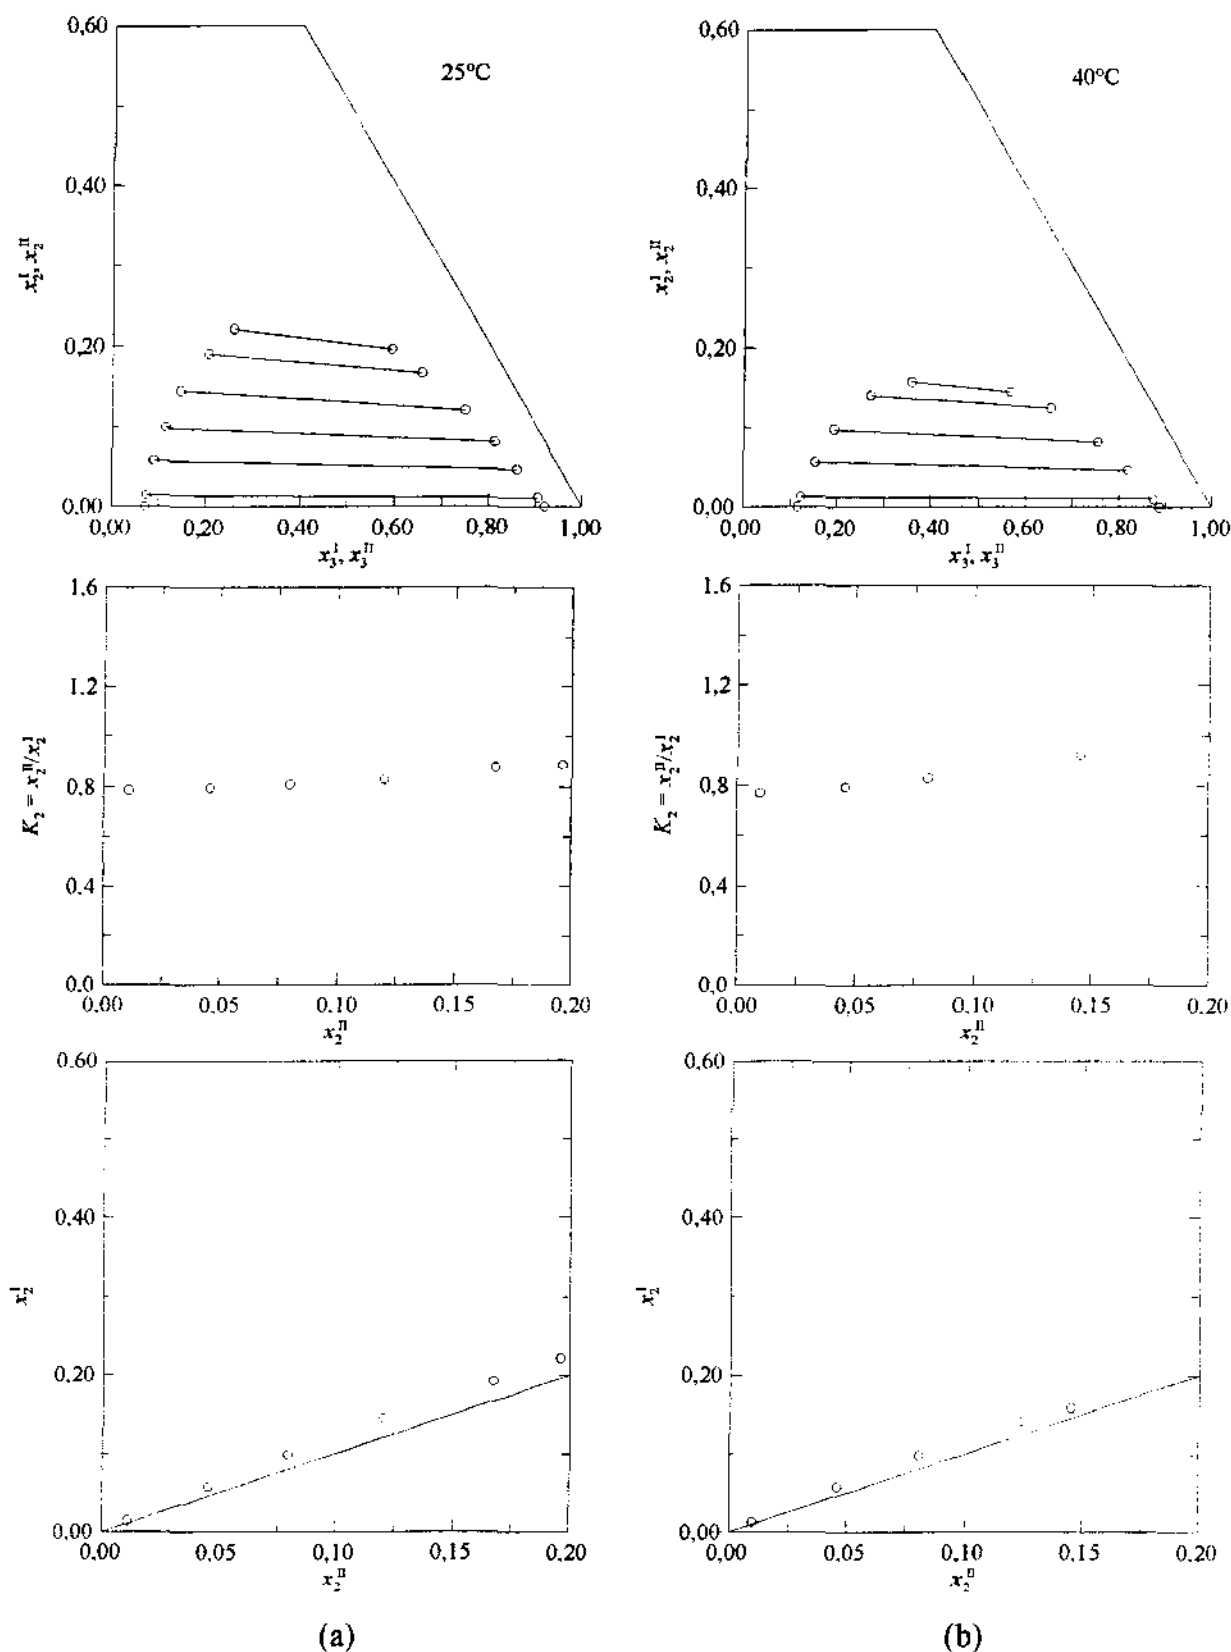 0,60
25°C
0,40
x₂ᴵ, x₂ᴵᴵ
0,20
0,00
0,20 0,40 0,60 0,80 1,00
x₃ᴵ, x₃ᴵᴵ
0,60
40°C
0,40
x₂ᴵ, x₂ᴵᴵ
0,20
0,00
0,20 0,40 0,60 0,80 1,00
x₃ᴵ, x₃ᴵᴵ
1.6
1.2
K₂ = x₂ᴵᴵ/x₂ᴵ
0.8
0.4
0.0
0.00 0.05 0.10 0.15 0.20
x₂ᴵᴵ
1.6
1,2
K₂ = x₂ᴵᴵ/x₂ᴵ
0.8
0,4
0.0
0,00 0,05 0,10 0,15 0,20
x₂ᴵᴵ
0,60
0,40
x₂ᴵ
0,20
0,00
0.00 0,05 0,10 0,15 0,20
x₂ᴵᴵ
0,60
0,40
x₂ᴵ
0,20
0,00
0,00 0,05 0,10 0,15 0,20
x₂ᴵᴵ
(a)
(b)